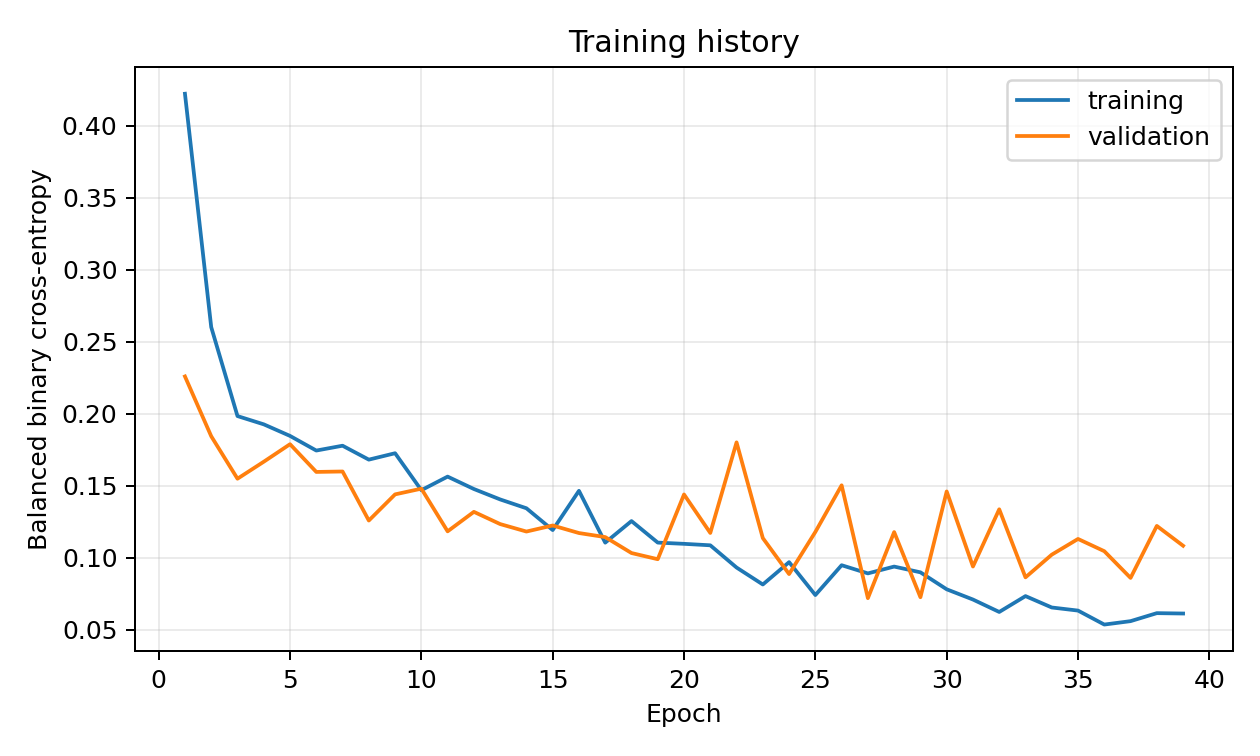 Training history
training
validation
Balanced binary cross-entropy
0.40
0.35
0.30
0.25
0.20
0.15
0.10
0.05
0 5 10 15 20 25 30 35 40
Epoch